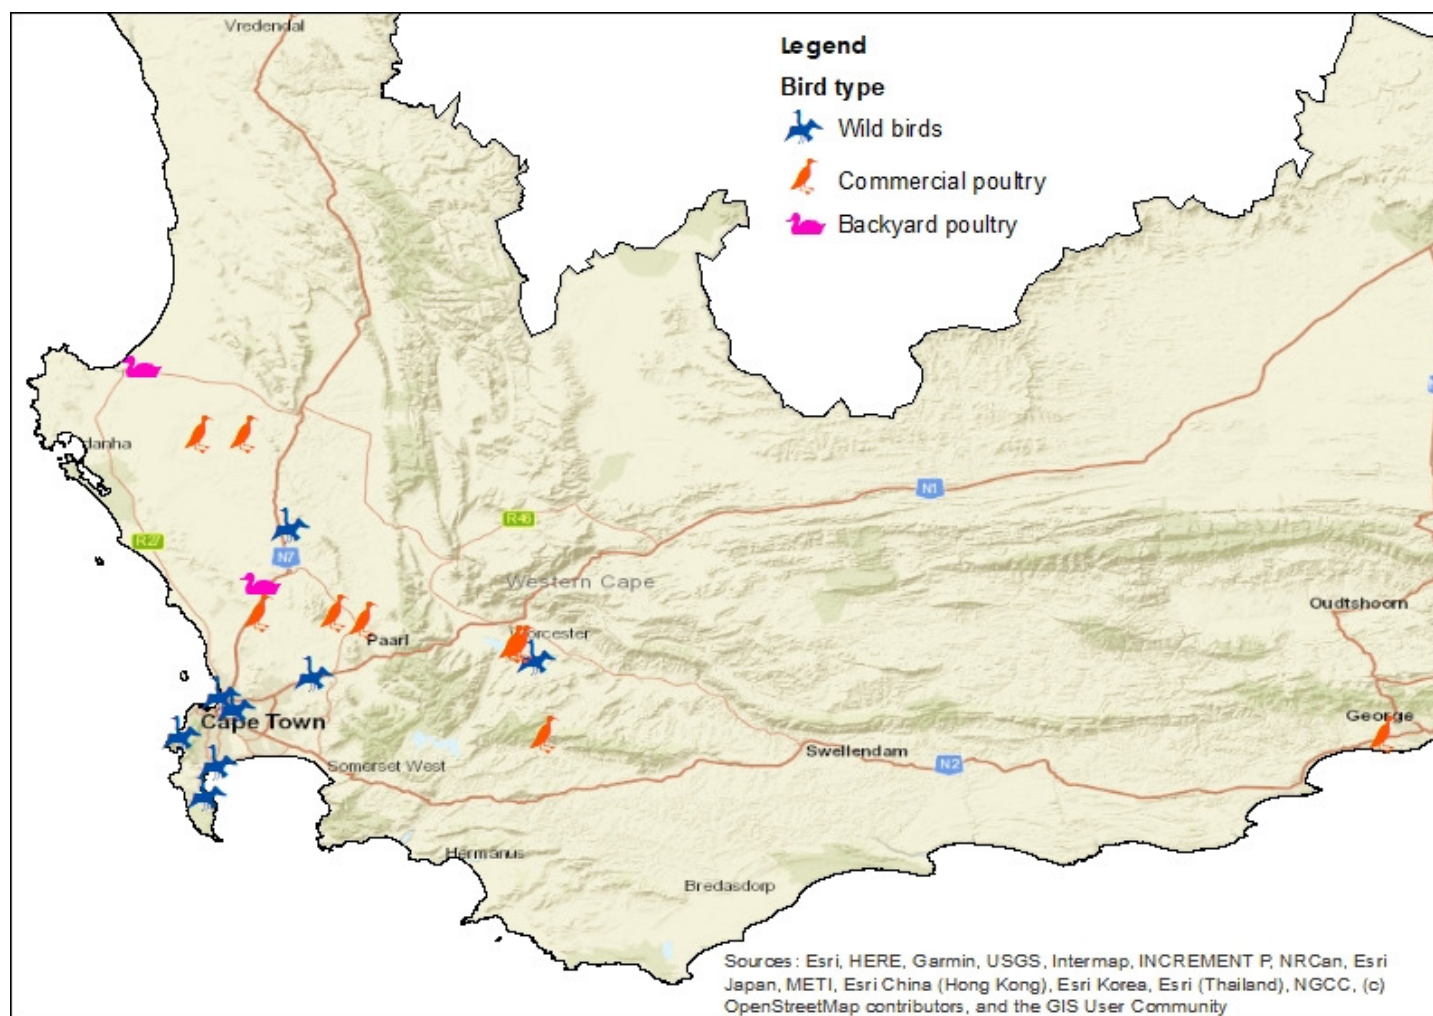 Vredendal
Legend
Bird type
Wild birds
Commercial poultry
Backyard poultry
danha
N1
R46
R27
N7
Western Cape
Oudtshoorn
Worcester
Paarl
George
Cape Town
Swellendam
N2
Somerset West
Hermanus
Bredasdorp
Sources: Esri, HERE, Garmin, USGS, Intermap, INCREMENT P, NRCan, Esri
Japan, METI, Esri China (Hong Kong), Esri Korea, Esri (Thailand), NGCC, (c)
OpenStreetMap contributors, and the GIS User Community